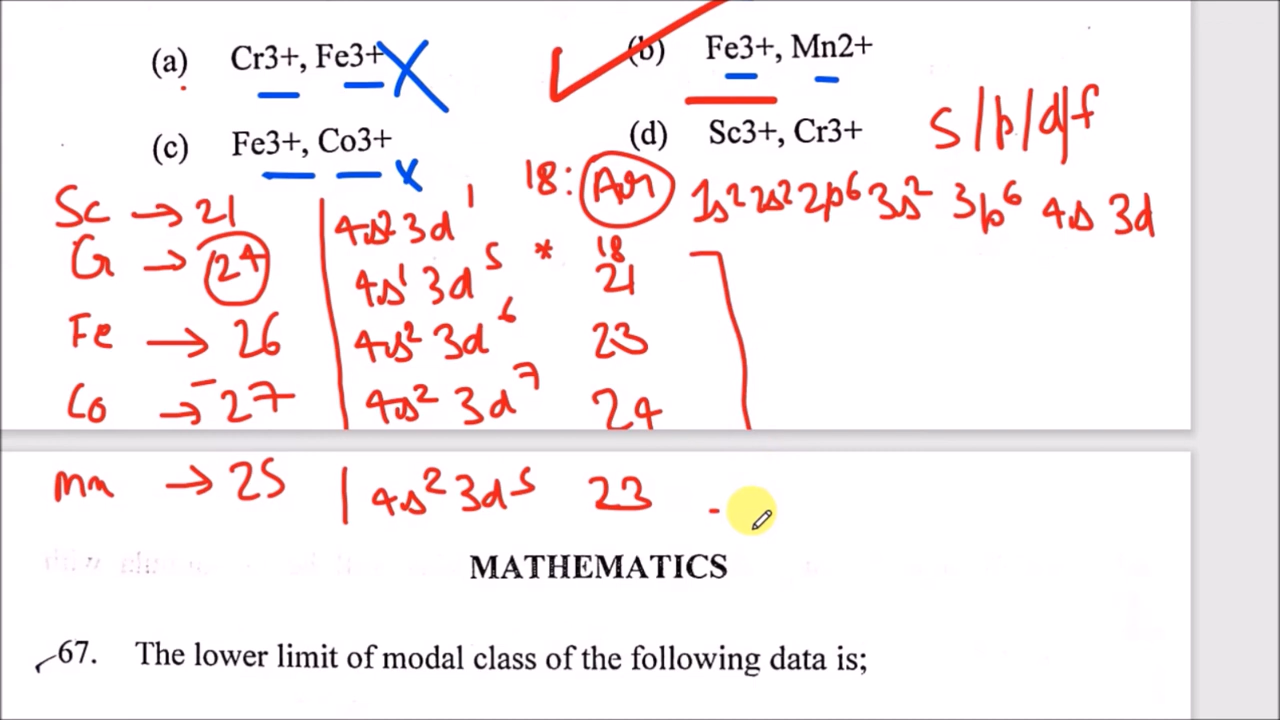 (a) Cr3+, Fe3+ (b) Fe3+, Mn2+
(c) Fe3+, Co3+ (d) Sc3+, Cr3+
s/p/d/f
18: Ar 1s² 2s² 2p⁶ 3s² 3p⁶ 4s 3d
Sc → 21 | 4s² 3d¹
Cr → 24 4s¹ 3d⁵ * 18 21
Fe → 26 4s² 3d⁶ 23
Co → 27 4s² 3d⁷ 24
Mn → 25 | 4s² 3d⁵ 23 -
MATHEMATICS
67. The lower limit of modal class of the following data is;